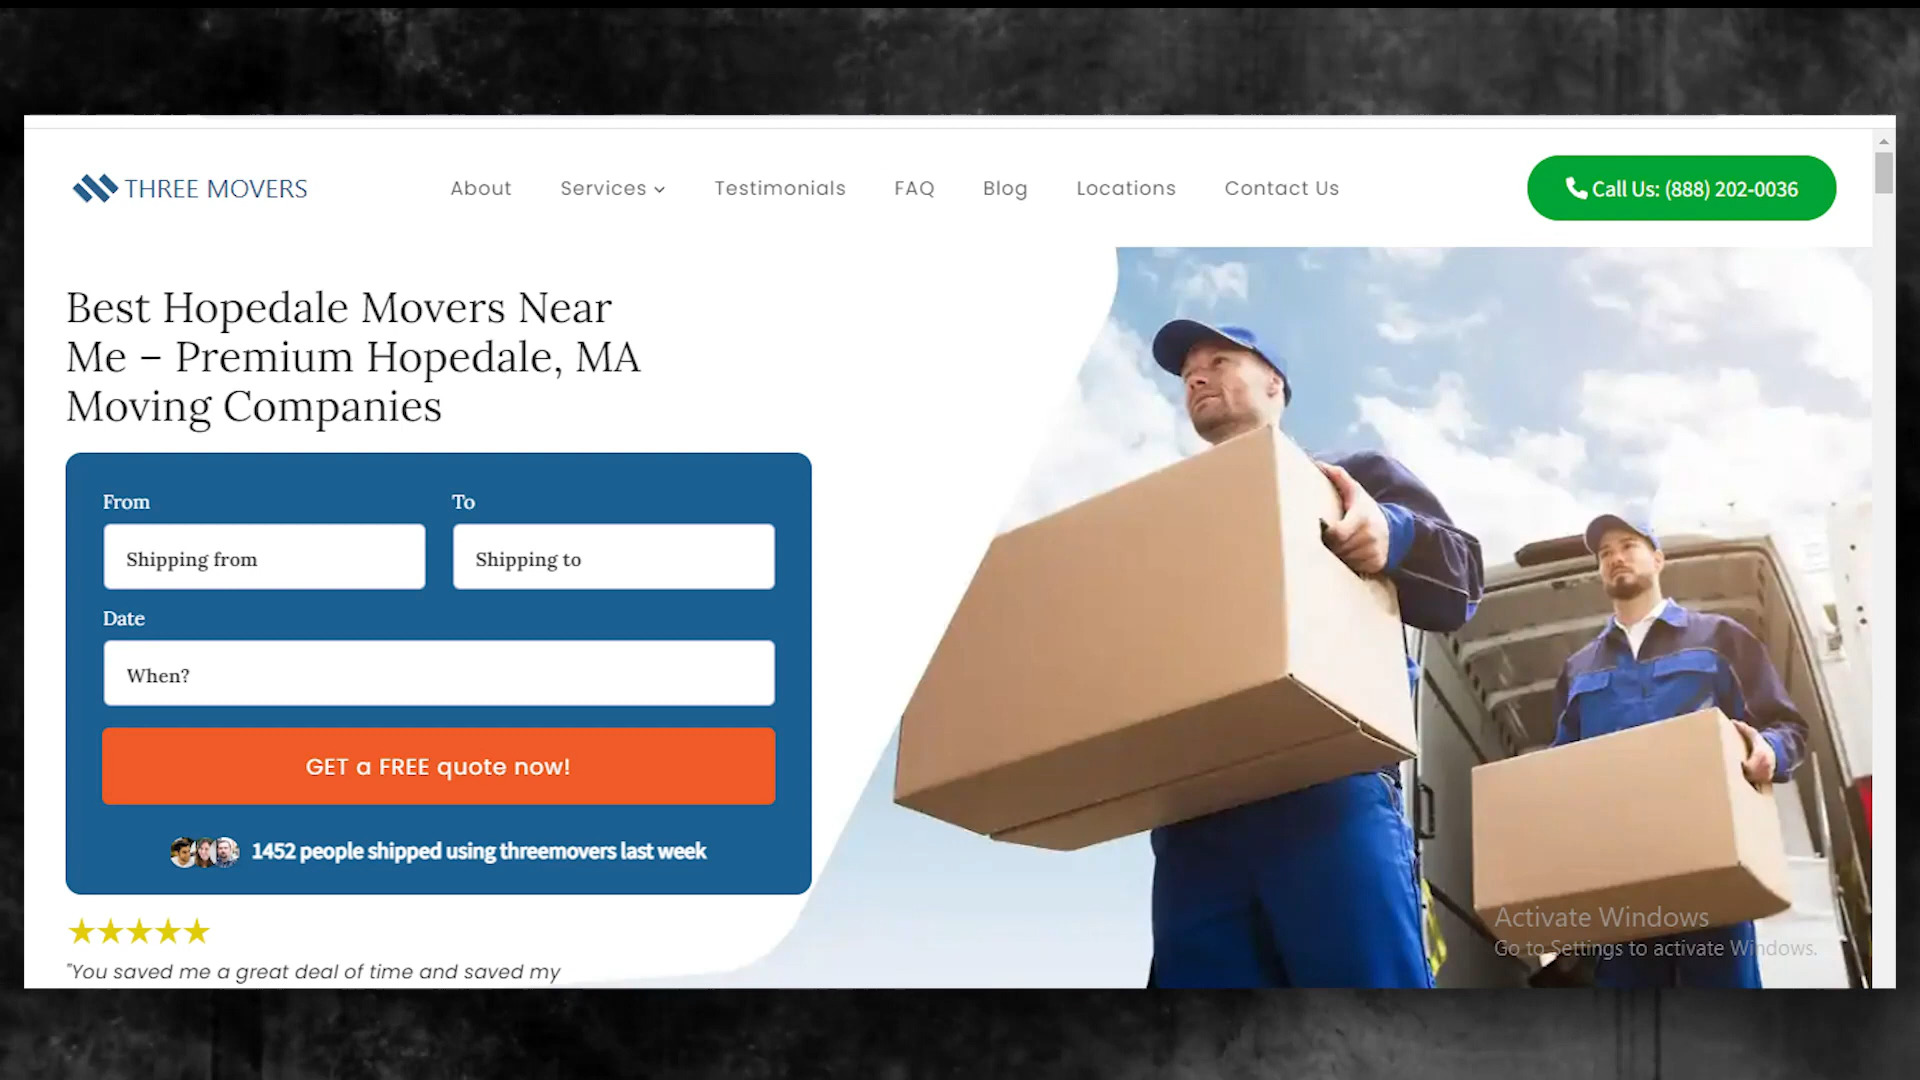 THREE MOVERS
About
Services
Testimonials
FAQ
Blog
Locations
Contact Us
Call Us: (888) 202-0036
Best Hopedale Movers Near
Me – Premium Hopedale, MA
Moving Companies
From
To
Shipping from
Shipping to
Date
When?
GET a FREE quote now!
1452 people shipped using threemovers last week
"You saved me a great deal of time and saved my
Activate Windows
Go to Settings to activate Windows.